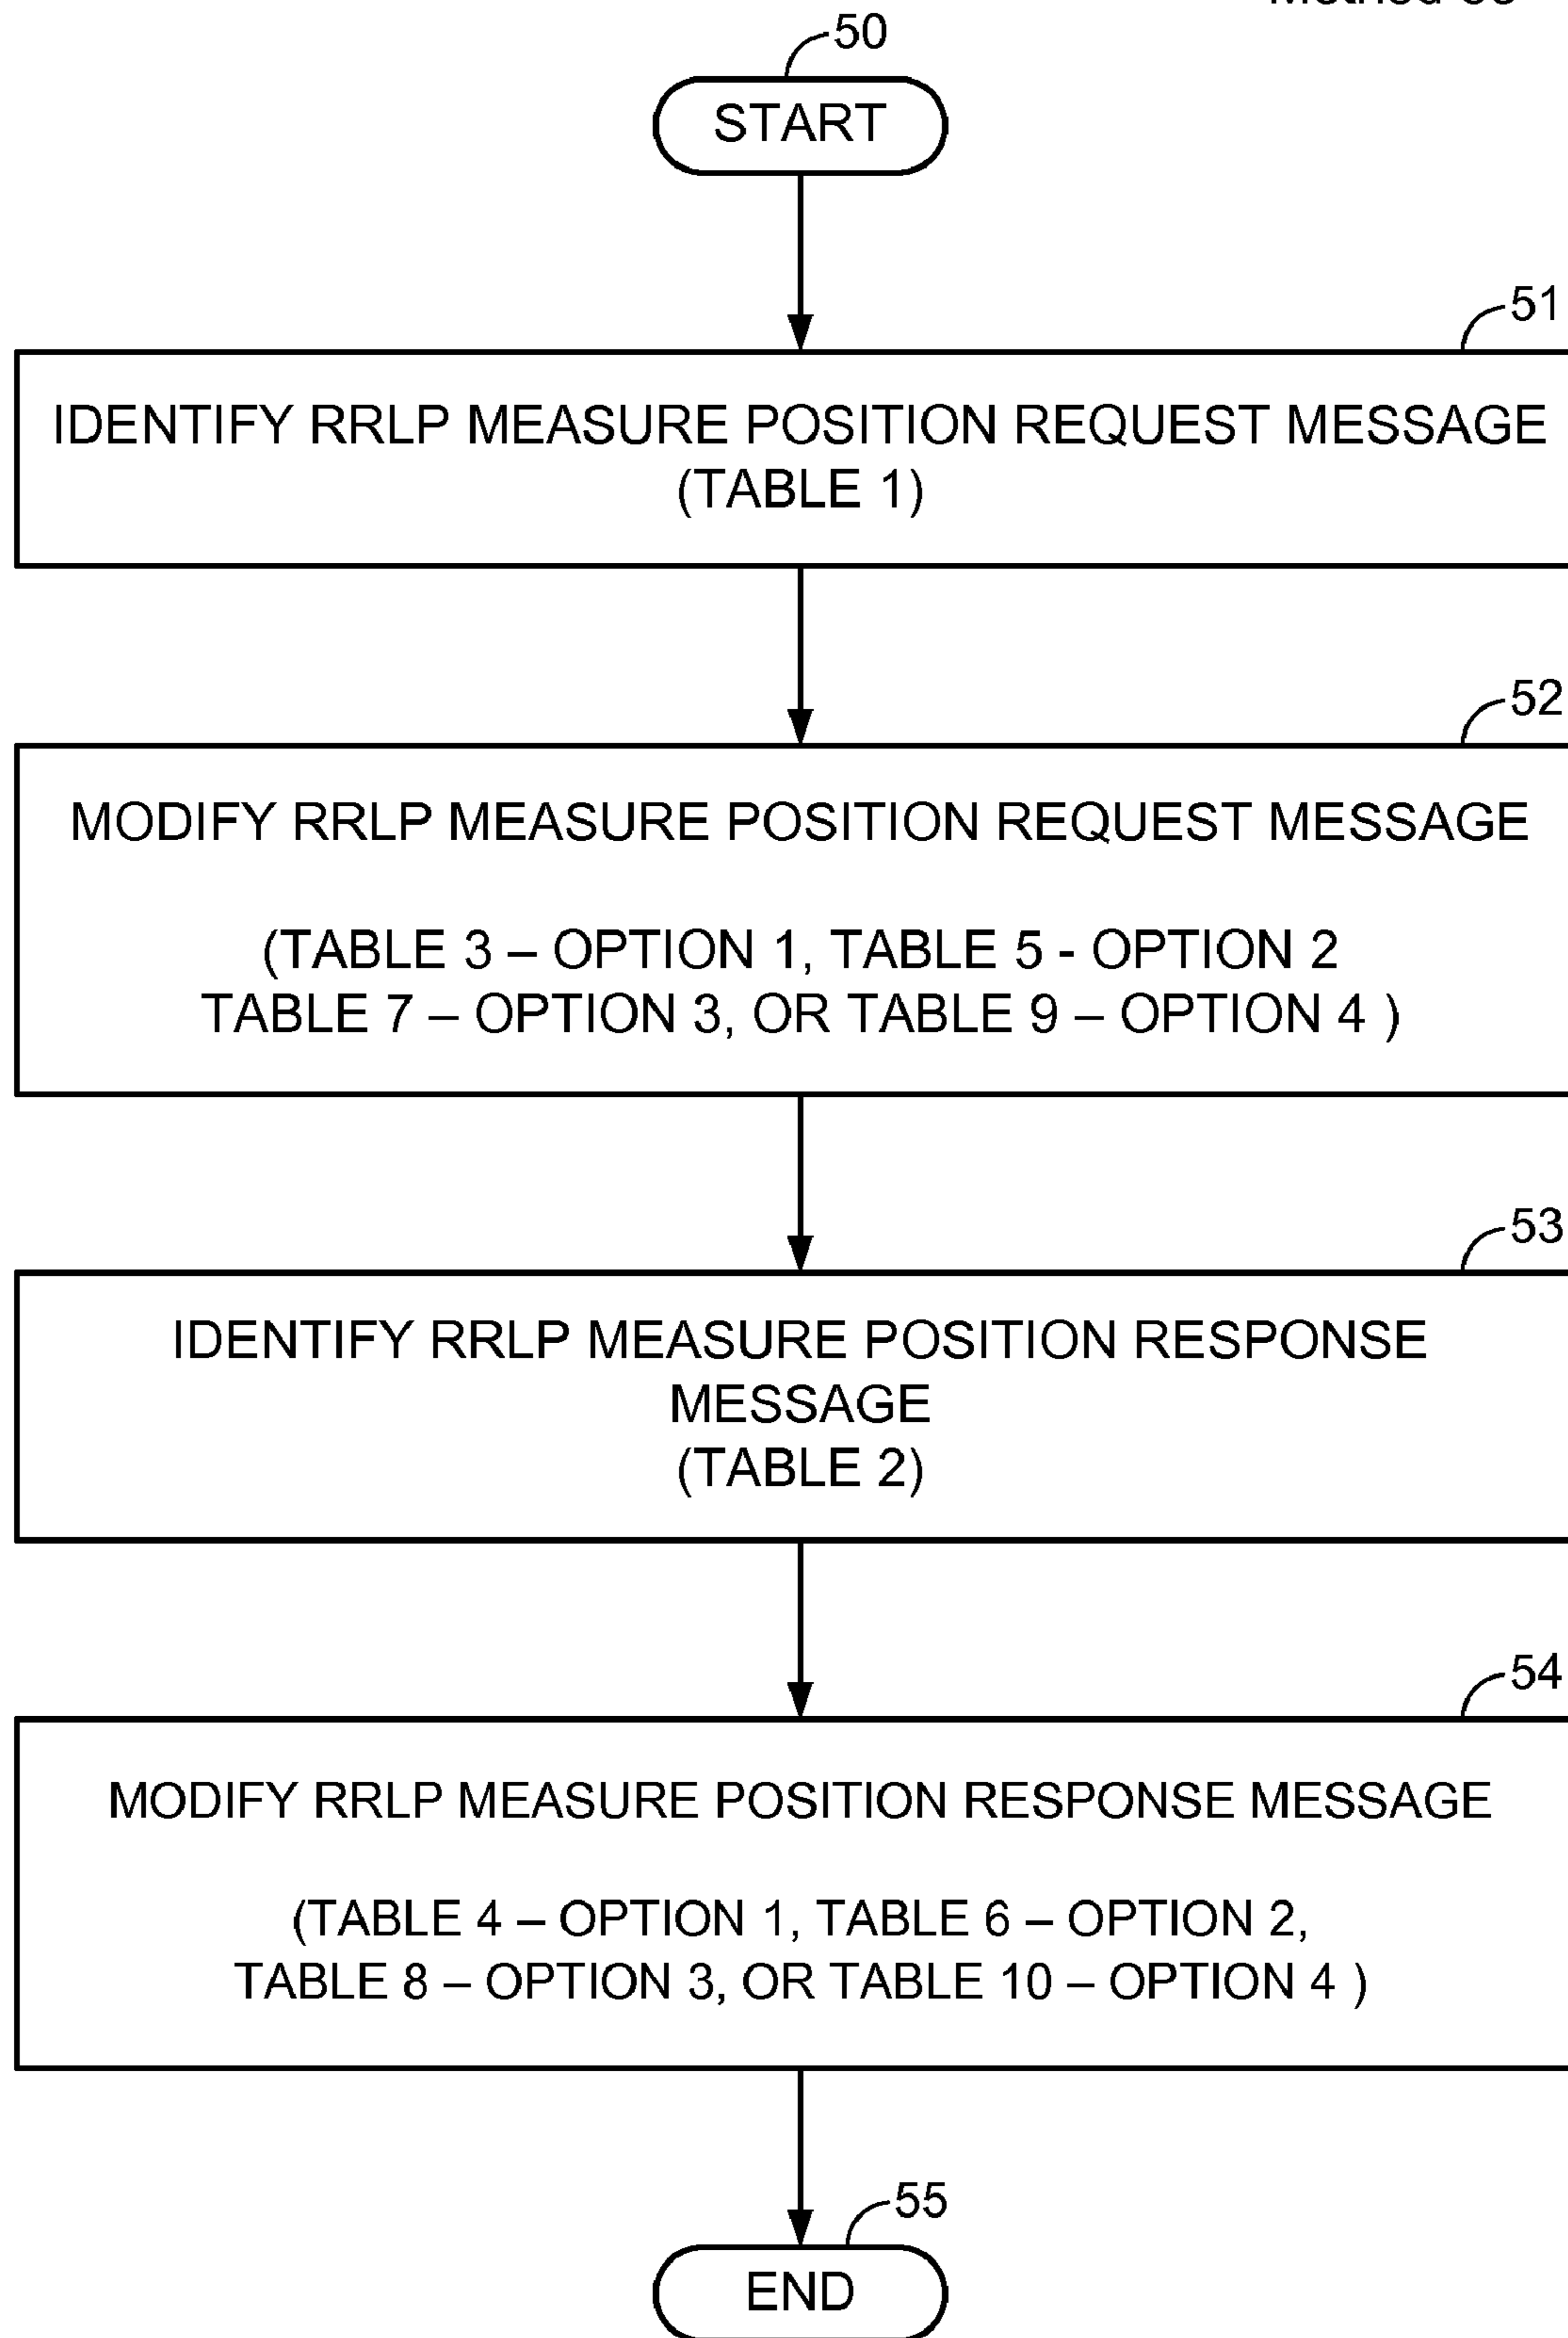 50
START
51
IDENTIFY RRLP MEASURE POSITION REQUEST MESSAGE
(TABLE 1)
52
MODIFY RRLP MEASURE POSITION REQUEST MESSAGE
(TABLE 3 – OPTION 1, TABLE 5 - OPTION 2
TABLE 7 – OPTION 3, OR TABLE 9 – OPTION 4 )
53
IDENTIFY RRLP MEASURE POSITION RESPONSE
MESSAGE
(TABLE 2)
54
MODIFY RRLP MEASURE POSITION RESPONSE MESSAGE
(TABLE 4 – OPTION 1, TABLE 6 – OPTION 2,
TABLE 8 – OPTION 3, OR TABLE 10 – OPTION 4 )
55
END